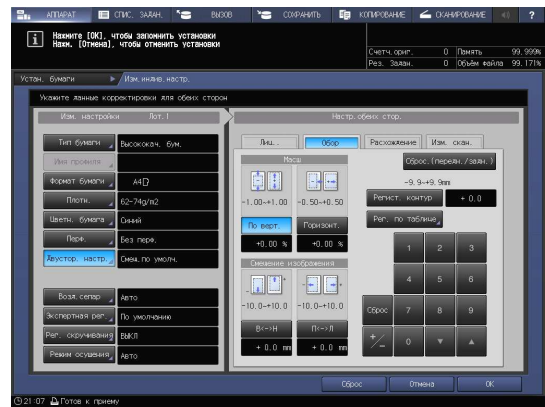 АППАРАТ
СПИС. ЗАДАН.
ВЫЗОВ
СОХРАНИТЬ
КОПИРОВАНИЕ
СКАНИРОВАНИЕ
?
Нажмите [OK], чтобы запомнить установки
Нажм. [Отмена], чтобы отменить установки
Счетч.ориг. 0 Память 99,999%
Рез. Задан. 0 Объём файла 99,171%
Устан. бумаги
Изм.индив.настр.
Укажите данные корректировки для обеих сторон
Изм. настройки Лот.1
Настр.обеих стор.
Тип бумаги
Высококач. бум.
Имя профиля
Формат бумаги
A4
Плотн.
62-74g/m2
Цветн. бумага
Синий
Перф.
Без перф.
Двустор. настр.
Смеш.по умолч.
Возд.сепар
Авто
Экспертная рег.
По умолчанию
Рег. скручивания
ВЫКЛ
Режим осушения
Авто
Лиц..
Обор
Расхождение
Изм. скан.
Масш
-1.00~+1.00
-0.50~+0.50
По верт.
Горизонт.
+0.00 %
+0.00 %
Смешение изображения
-10.0~+10.0
-10.0~+10.0
В<->Н
П<->Л
+ 0.0 mm
+ 0.0 mm
Сброс.(передн./задн.)
-9.9~+9.9mm
Регист. контур
+ 0.0
Рег. по таблице
1
2
3
4
5
6
Сброс
7
8
9
+/-
0
▼
▲
Сброс
Отмена
OK
21:07
Готов к приему